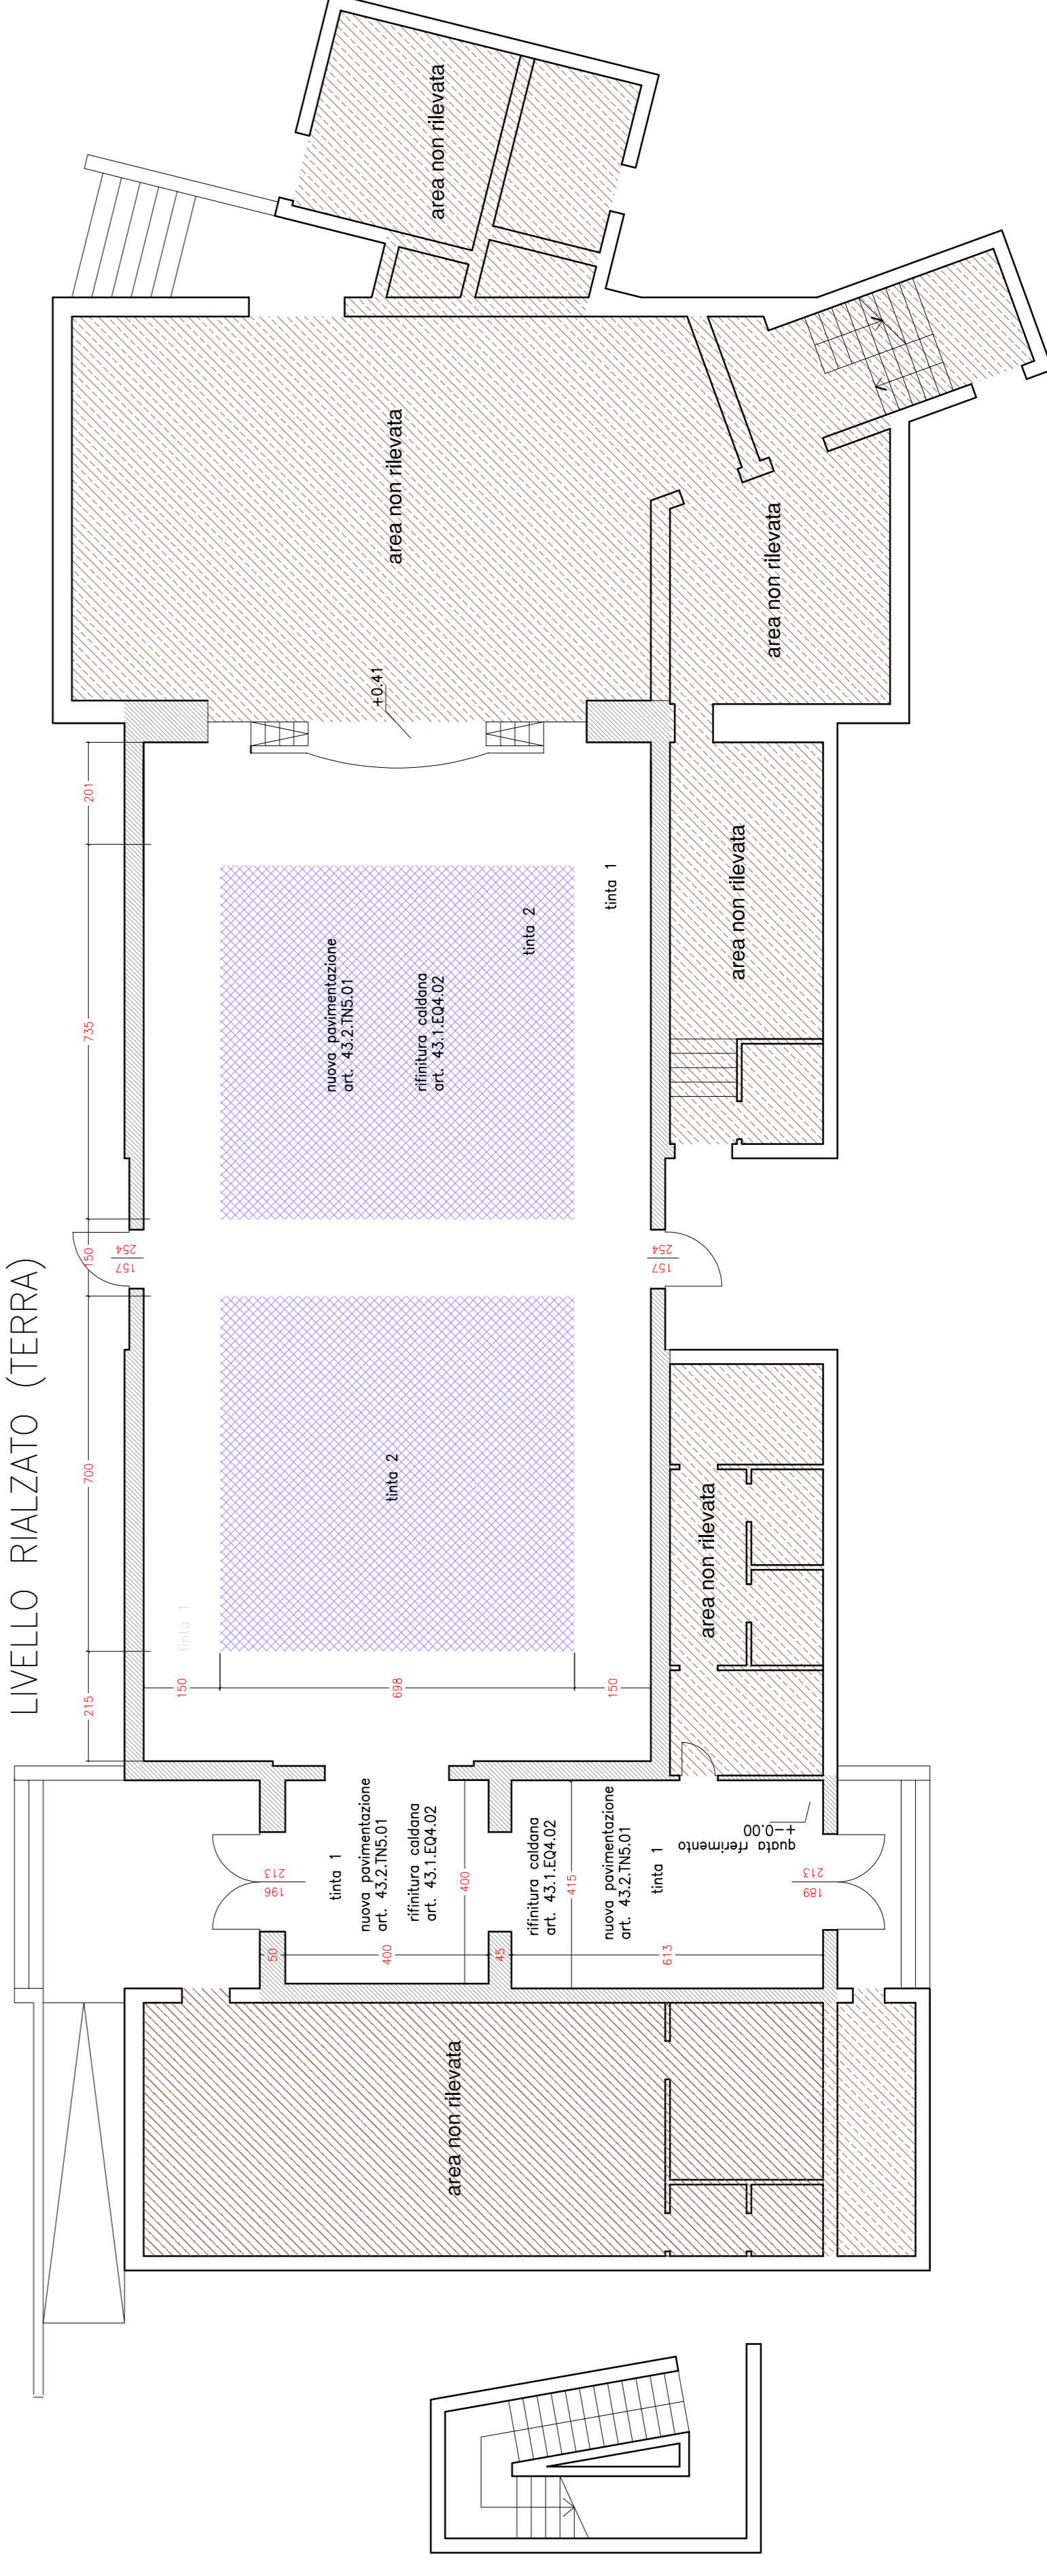 LIVELLO RIALZATO (TERRA)
area non rilevata
area non rilevata
area non rilevata
+0.41
201
735
150
700
215
254
157
254
157
nuova pavimentazione
art. 43.2.TN5.01
rifinitura caldana
art. 43.1.EQ4.02
tinta 2
tinta 1
area non rilevata
tinta 2
tinta 1
150
698
150
area non rilevata
213
196
tinta 1
nuova pavimentazione
art. 43.2.TN5.01
rifinitura caldana
art. 43.1.EQ4.02
400
rifinitura caldana
art. 43.1.EQ4.02
415
nuova pavimentazione
art. 43.2.TN5.01
tinta 1
quata rferimento
+-0.00
213
189
50
400
45
613
area non rilevata